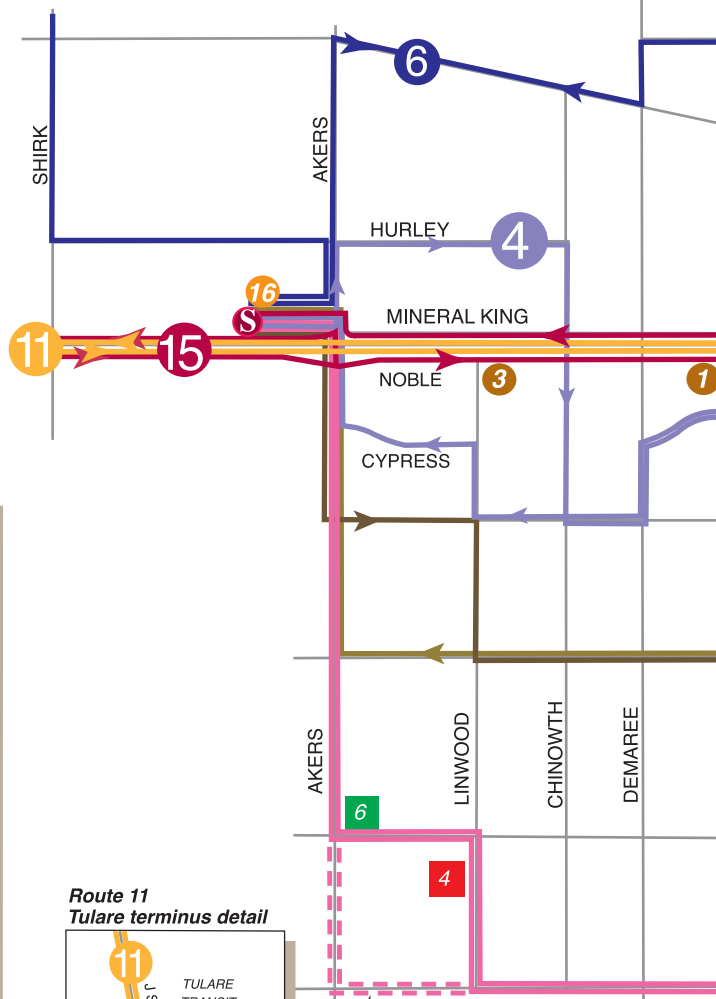 6
SHIRK
AKERS
HURLEY
4
16
S
MINERAL KING
11
15
NOBLE
3
1
CYPRESS
AKERS
LINWOOD
CHINOWTH
DEMAREE
6
4
Route 11
Tulare terminus detail
11
J S
TULARE
TRANSIT